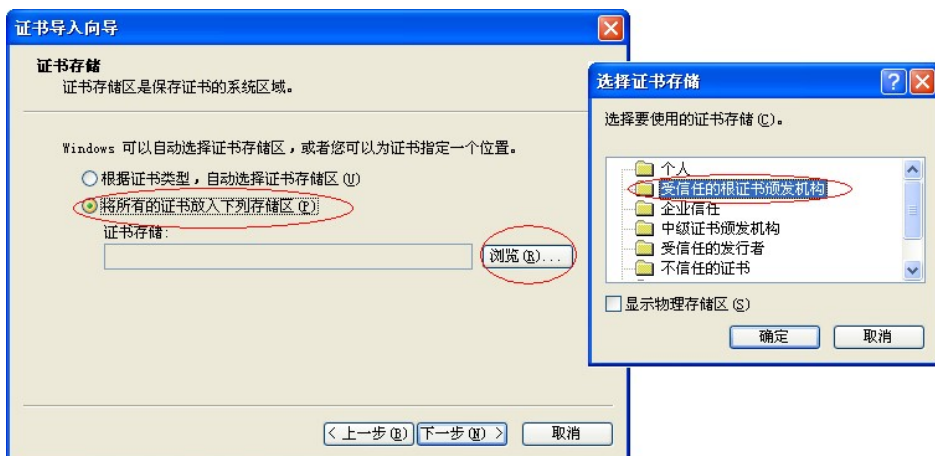 证书导入向导
证书存储
证书存储区是保存证书的系统区域。
Windows 可以自动选择证书存储区，或者您可以为证书指定一个位置。
根据证书类型，自动选择证书存储区(U)
将所有的证书放入下列存储区(P)
证书存储:
浏览(R)...
< 上一步(B)
下一步(N) >
取消
选择证书存储
选择要使用的证书存储(C)。
个人
受信任的根证书颁发机构
企业信任
中级证书颁发机构
受信任的发行者
不信任的证书
显示物理存储区(S)
确定
取消